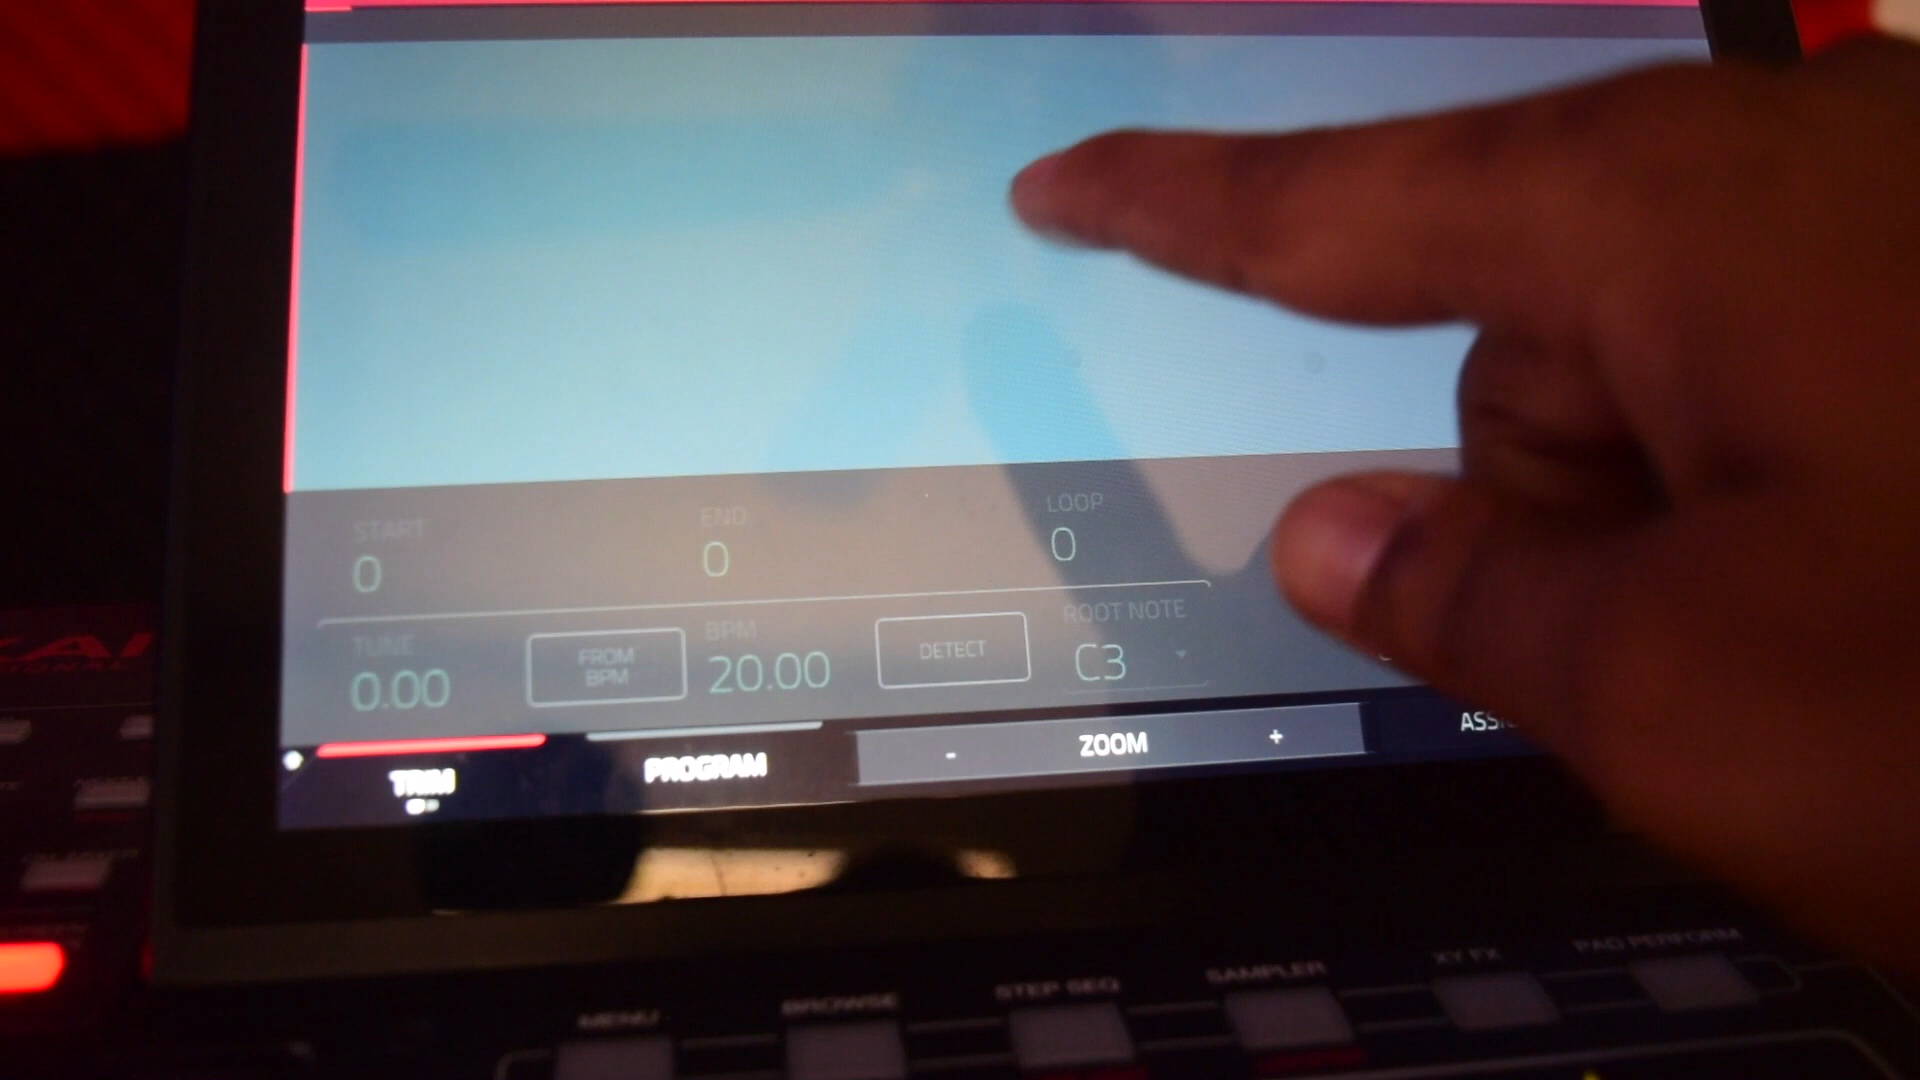 START
END
LOOP
0
0
0
TUNE
BPM
ROOT NOTE
0.00
FROM
BPM
20.00
DETECT
C3
TRIM
PROGRAM
- ZOOM +
MENU
BROWSE
STEP SEQ
SAMPLER
XY FX
PAD PERFORM